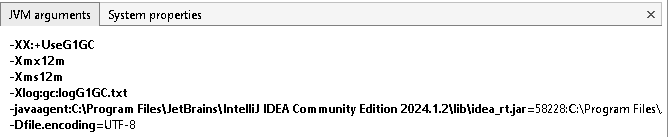 JVM arguments System properties
-XX:+UseG1GC
-Xmx12m
-Xms12m
-Xlog:gc:logG1GC.txt
-javaagent:C:\Program Files\JetBrains\IntelliJ IDEA Community Edition 2024.1.2\lib\idea_rt.jar=58228:C:\Program Files\
-Dfile.encoding=UTF-8